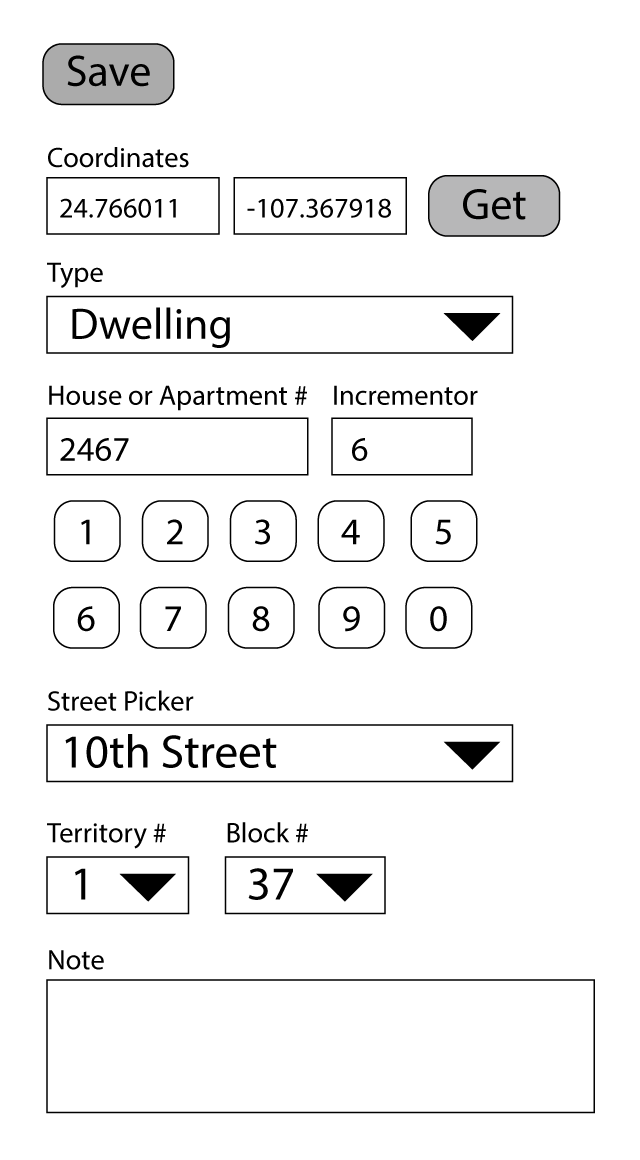 Save
Coordinates
24.766011 -107.367918 Get
Type
Dwelling
House or Apartment # Incrementor
2467 6
1 2 3 4 5
6 7 8 9 0
Street Picker
10th Street
Territory # Block #
1 37
Note